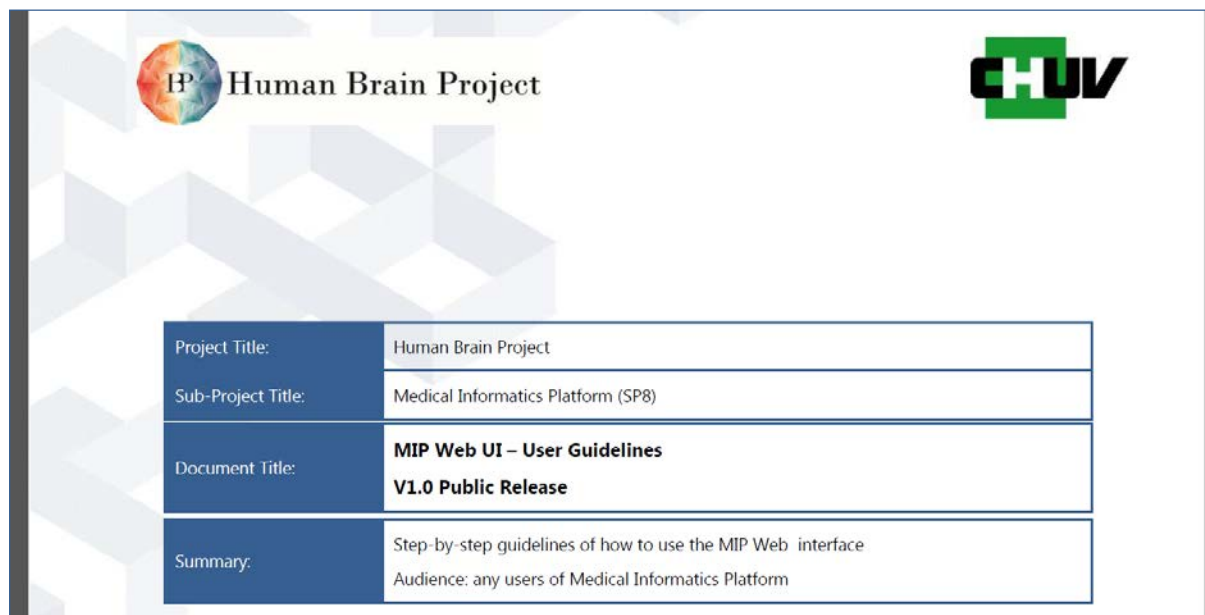 HBP Human Brain Project
CHUV
Project Title: Human Brain Project
Sub-Project Title: Medical Informatics Platform (SP8)
Document Title: MIP Web UI – User Guidelines
V1.0 Public Release
Summary: Step-by-step guidelines of how to use the MIP Web interface
Audience: any users of Medical Informatics Platform